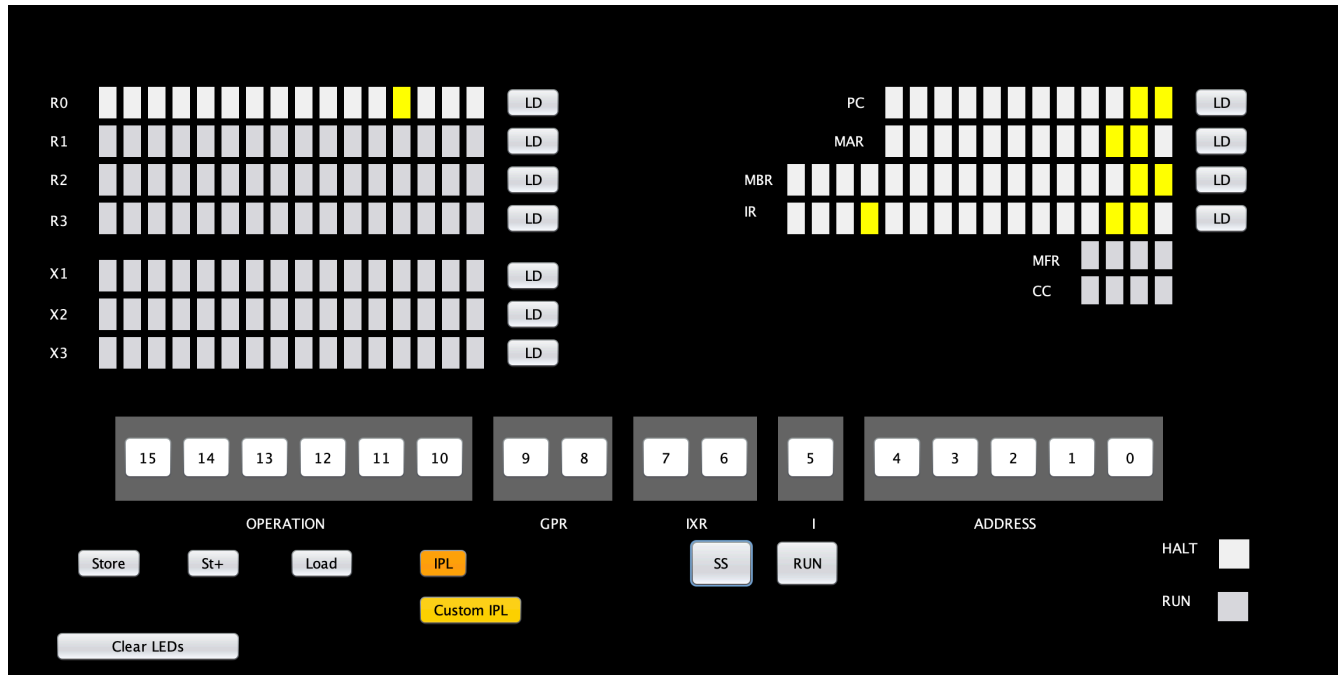 R0 LD PC LD
R1 LD MAR LD
R2 LD MBR LD
R3 LD IR LD
MFR
X1 LD
CC
X2 LD
X3 LD
15 14 13 12 11 10 9 8 7 6 5 4 3 2 1 0
OPERATION GPR IXR I ADDRESS
Store St+ Load IPL SS RUN HALT
Custom IPL RUN
Clear LEDs